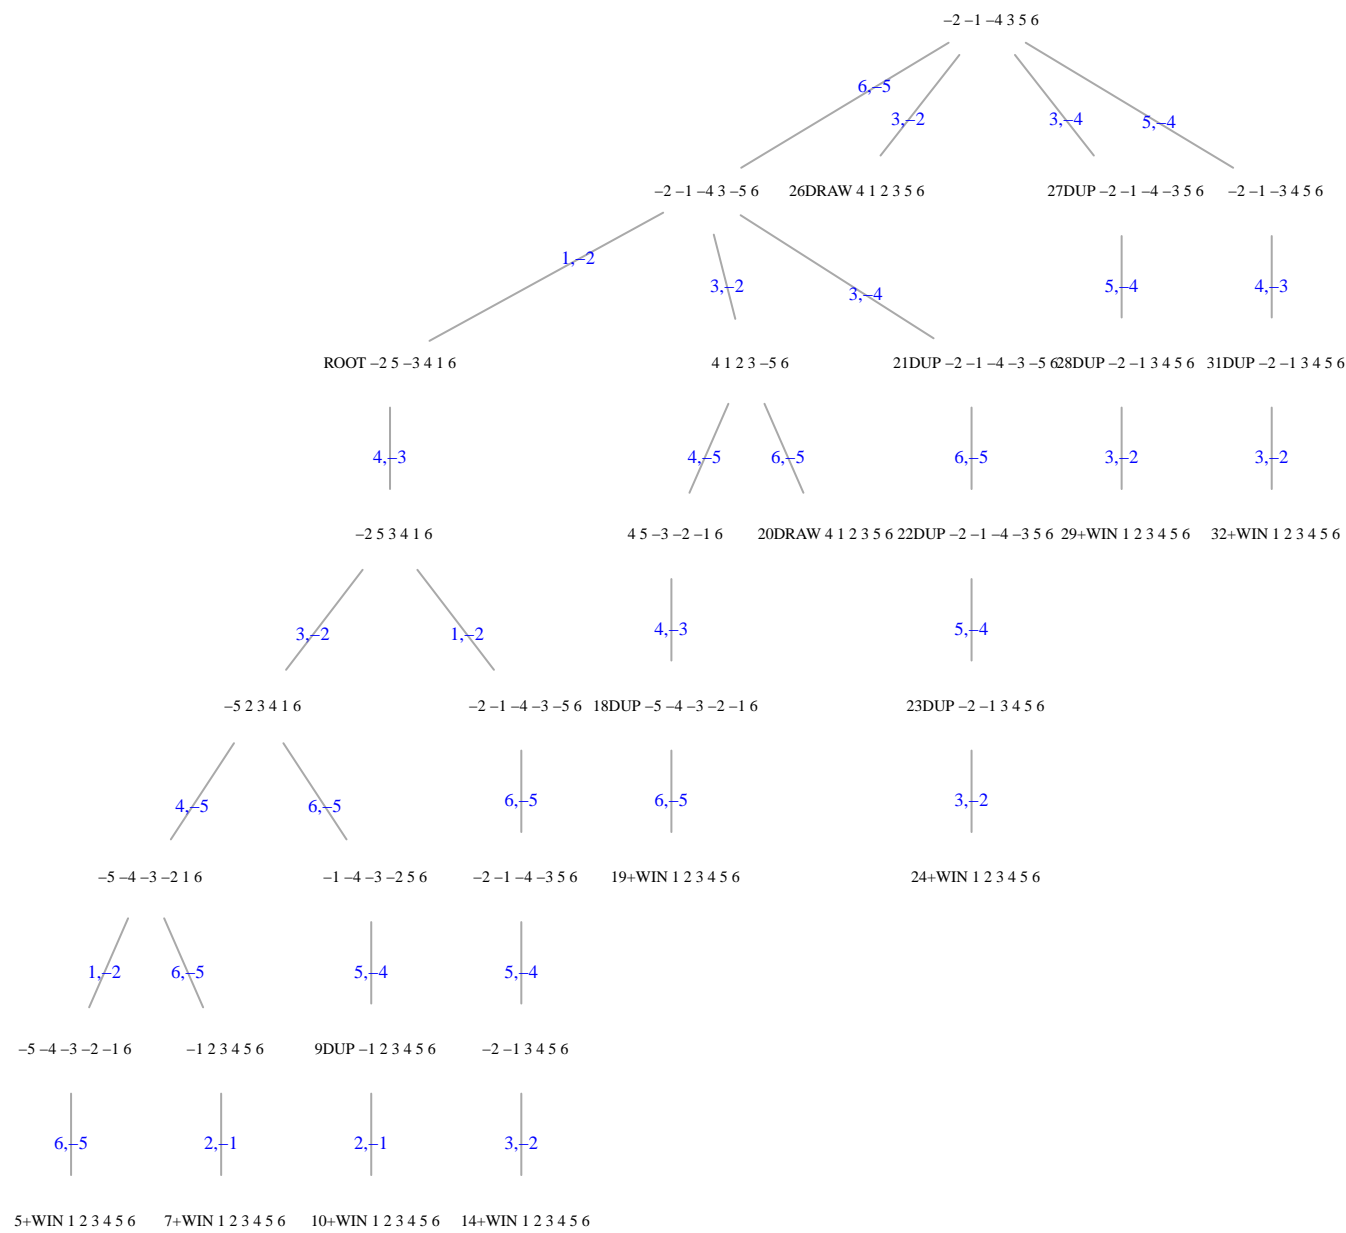 −2 −1 −4 3 5 6
6,−5
3,−2
3,−4
5,−4
−2 −1 −4 3 −5 6
26DRAW 4 1 2 3 5 6
27DUP −2 −1 −4 −3 5 6
−2 −1 −3 4 5 6
1,−2
3,−2
3,−4
5,−4
4,−3
ROOT −2 5 −3 4 1 6
4 1 2 3 −5 6
21DUP −2 −1 −4 −3 −5 6
28DUP −2 −1 3 4 5 6
31DUP −2 −1 3 4 5 6
4,−3
4,−5
6,−5
6,−5
3,−2
3,−2
−2 5 3 4 1 6
4 5 −3 −2 −1 6
20DRAW 4 1 2 3 5 6
22DUP −2 −1 −4 −3 5 6
29+WIN 1 2 3 4 5 6
32+WIN 1 2 3 4 5 6
3,−2
1,−2
4,−3
5,−4
−5 2 3 4 1 6
−2 −1 −4 −3 −5 6
18DUP −5 −4 −3 −2 −1 6
23DUP −2 −1 3 4 5 6
4,−5
6,−5
6,−5
6,−5
3,−2
−5 −4 −3 −2 1 6
−1 −4 −3 −2 5 6
−2 −1 −4 −3 5 6
19+WIN 1 2 3 4 5 6
24+WIN 1 2 3 4 5 6
1,−2
6,−5
5,−4
5,−4
−5 −4 −3 −2 −1 6
−1 2 3 4 5 6
9DUP −1 2 3 4 5 6
−2 −1 3 4 5 6
6,−5
2,−1
2,−1
3,−2
5+WIN 1 2 3 4 5 6
7+WIN 1 2 3 4 5 6
10+WIN 1 2 3 4 5 6
14+WIN 1 2 3 4 5 6